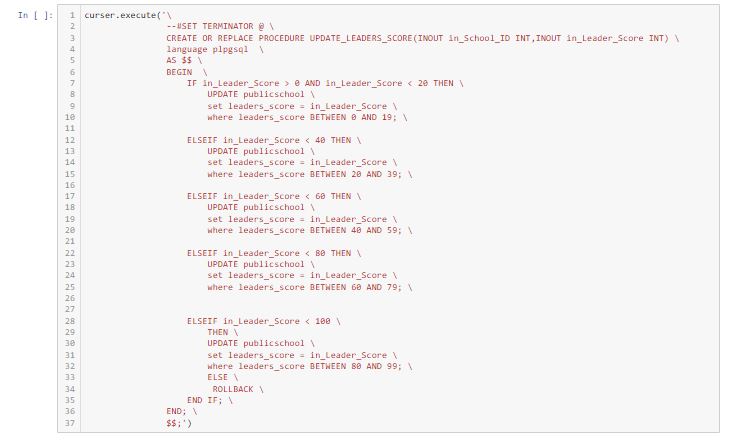 In [ ]:
1 curser.execute('\
2 --#SET TERMINATOR @ \
3 CREATE OR REPLACE PROCEDURE UPDATE_LEADERS_SCORE(INOUT in_School_ID INT,INOUT in_Leader_Score INT) \
4 language plpgsql \
5 AS $$ \
6 BEGIN \
7 IF in_Leader_Score > 0 AND in_Leader_Score < 20 THEN \
8 UPDATE publicschool \
9 set leaders_score = in_Leader_Score \
10 where leaders_score BETWEEN 0 AND 19; \
11
12 ELSEIF in_Leader_Score < 40 THEN \
13 UPDATE publicschool \
14 set leaders_score = in_Leader_Score \
15 where leaders_score BETWEEN 20 AND 39; \
16
17 ELSEIF in_Leader_Score < 60 THEN \
18 UPDATE publicschool \
19 set leaders_score = in_Leader_Score \
20 where leaders_score BETWEEN 40 AND 59; \
21
22 ELSEIF in_Leader_Score < 80 THEN \
23 UPDATE publicschool \
24 set leaders_score = in_Leader_Score \
25 where leaders_score BETWEEN 60 AND 79; \
26
27
28 ELSEIF in_Leader_Score < 100 \
29 THEN \
30 UPDATE publicschool \
31 set leaders_score = in_Leader_Score \
32 where leaders_score BETWEEN 80 AND 99; \
33 ELSE \
34 ROLLBACK \
35 END IF; \
36 END; \
37 $$;')